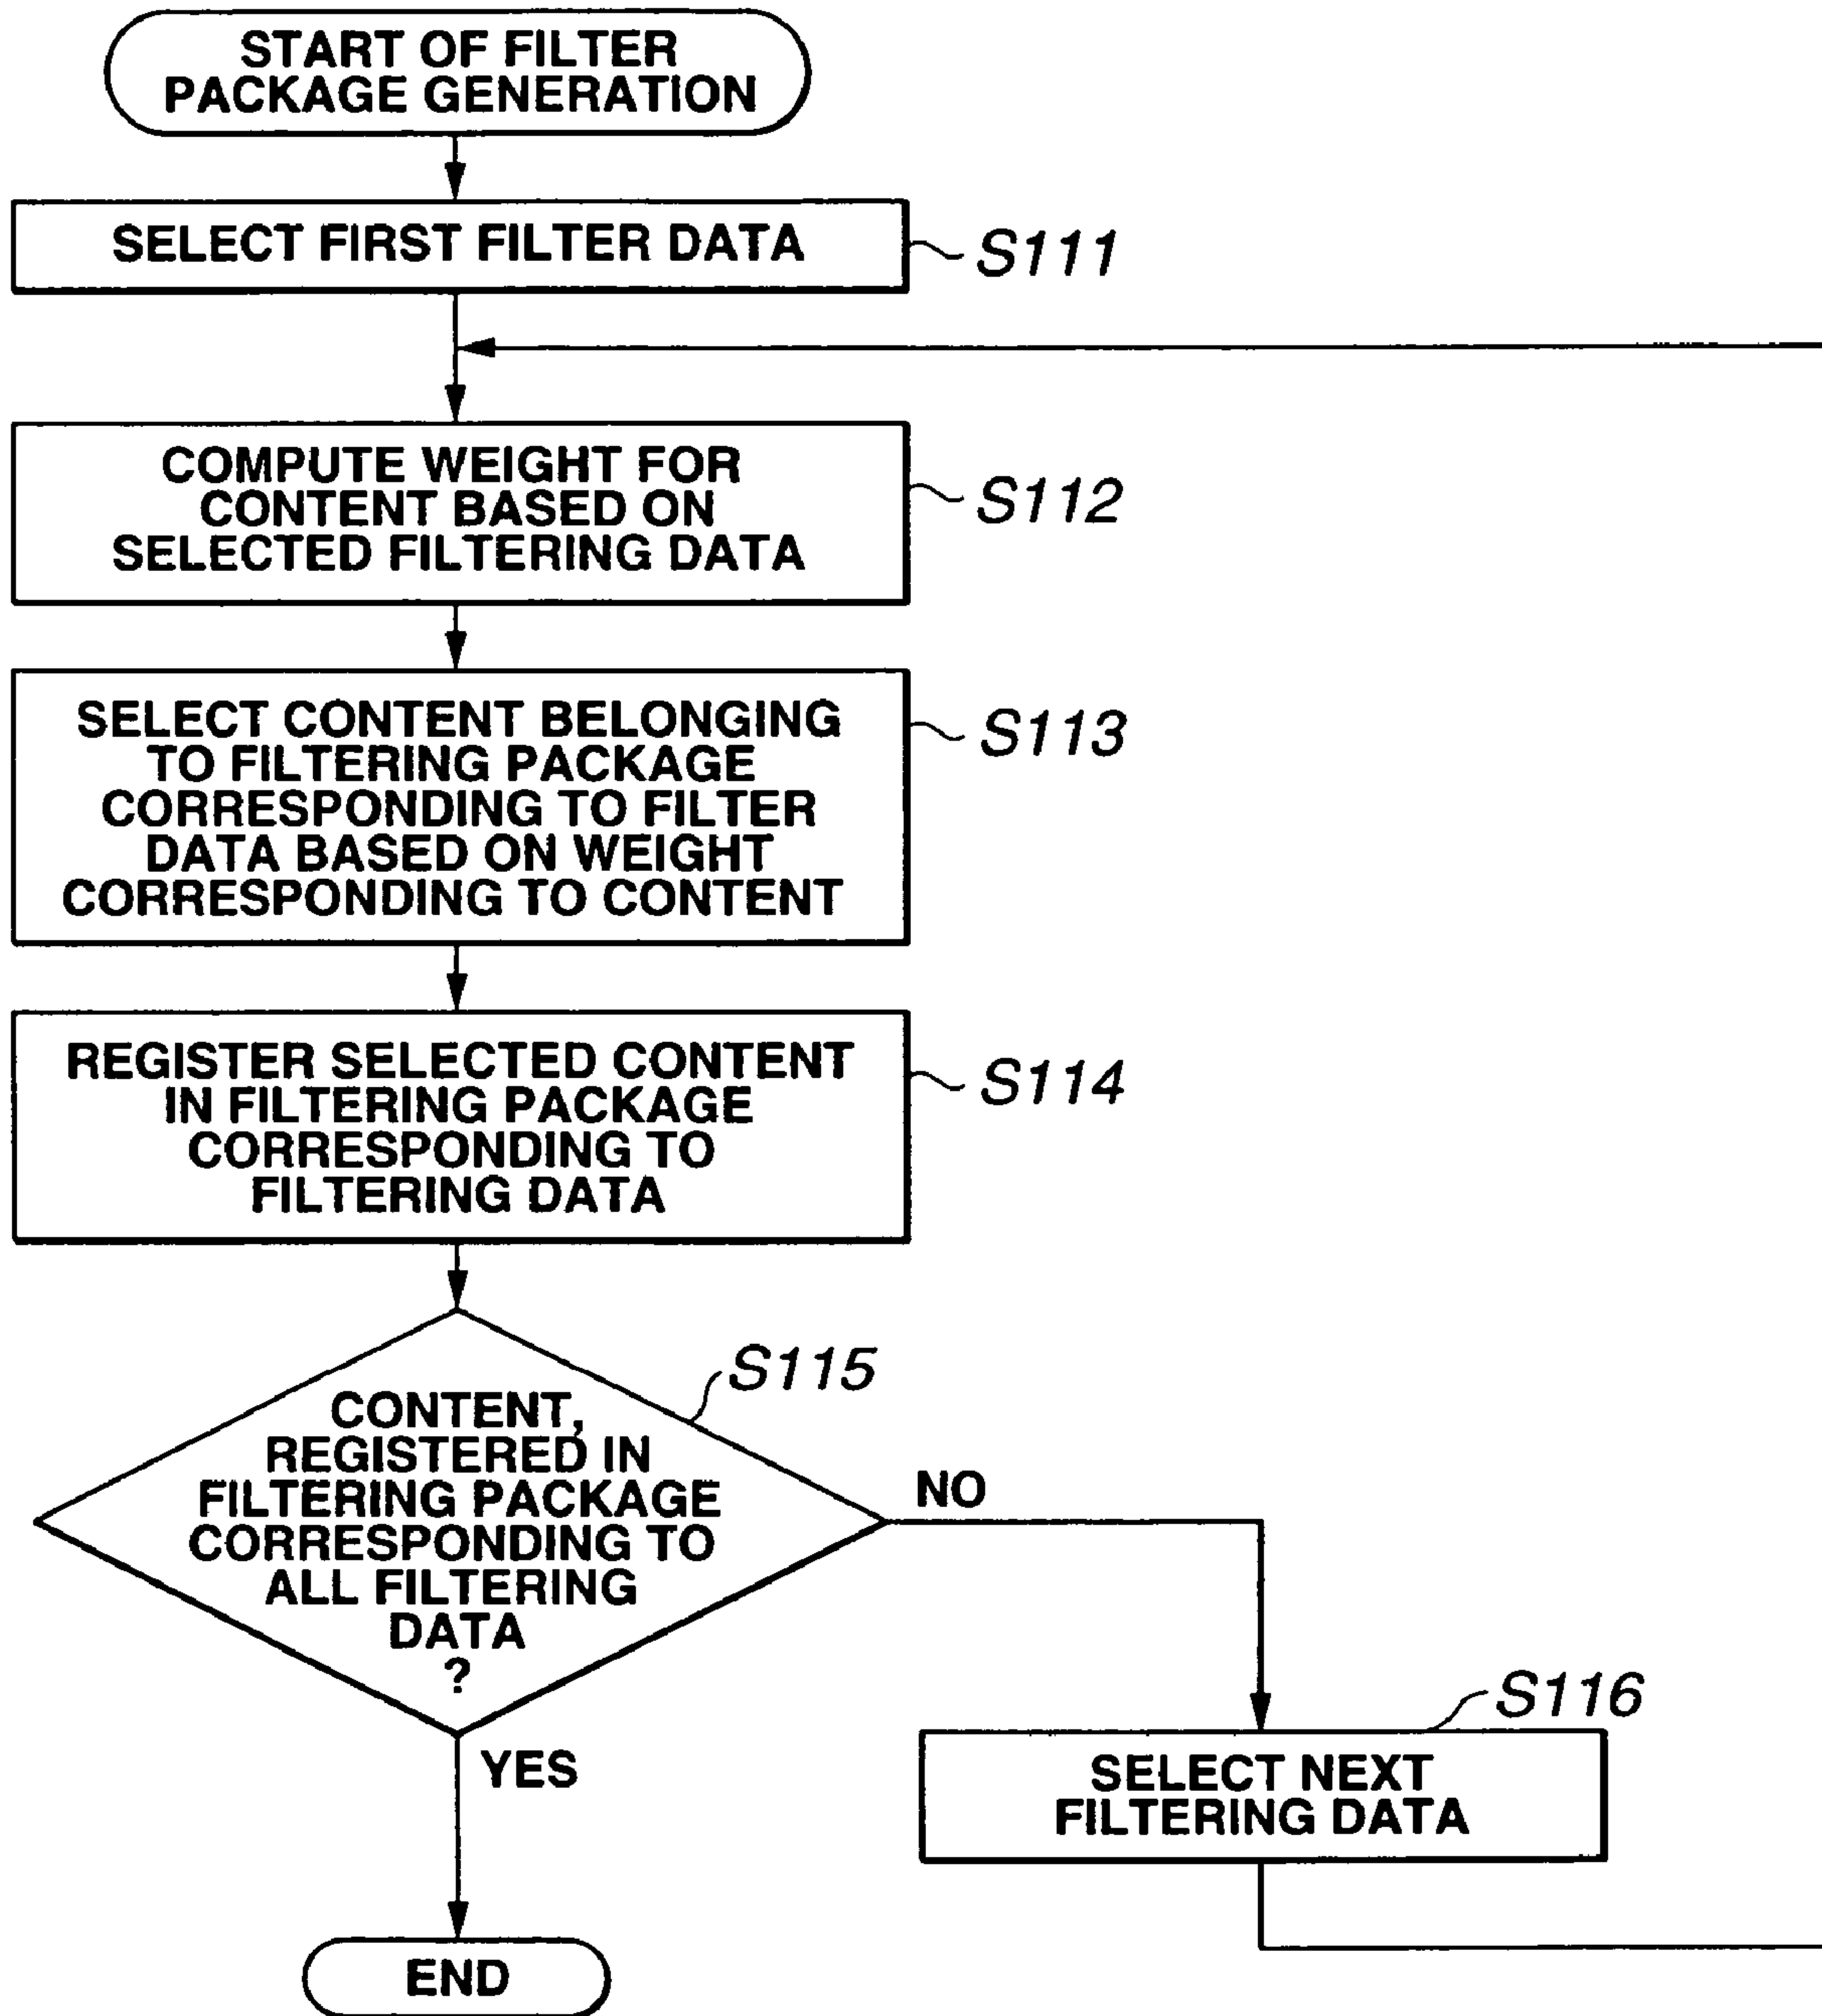 START OF FILTER
PACKAGE GENERATION
SELECT FIRST FILTER DATA
S111
COMPUTE WEIGHT FOR
CONTENT BASED ON
SELECTED FILTERING DATA
S112
SELECT CONTENT BELONGING
TO FILTERING PACKAGE
CORRESPONDING TO FILTER
DATA BASED ON WEIGHT
CORRESPONDING TO CONTENT
S113
REGISTER SELECTED CONTENT
IN FILTERING PACKAGE
CORRESPONDING TO
FILTERING DATA
S114
S115
CONTENT,
REGISTERED IN
FILTERING PACKAGE
CORRESPONDING TO
ALL FILTERING
DATA
?
NO
YES
S116
SELECT NEXT
FILTERING DATA
END